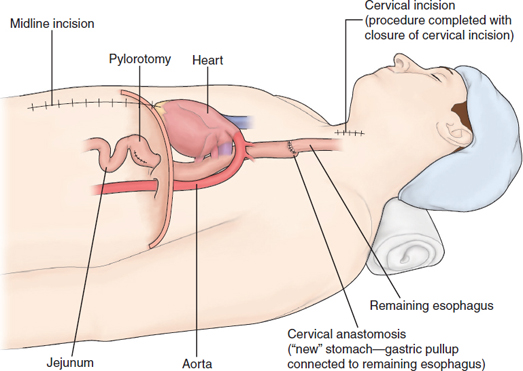 Cervical incision
(procedure completed with
closure of cervical incision)
Midline incision
Pylorotomy
Heart
Remaining esophagus
Cervical anastomosis
(“new” stomach—gastric pullup
connected to remaining esophagus)
Jejunum
Aorta